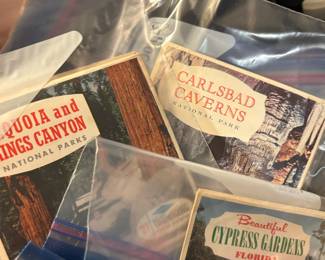 QUOIA and
INGS CANYON
NATIONAL PARKS
CARLSBAD
CAVERNS
NATIONAL PARK
Beautiful
CYPRESS GARDENS
FLORIDA